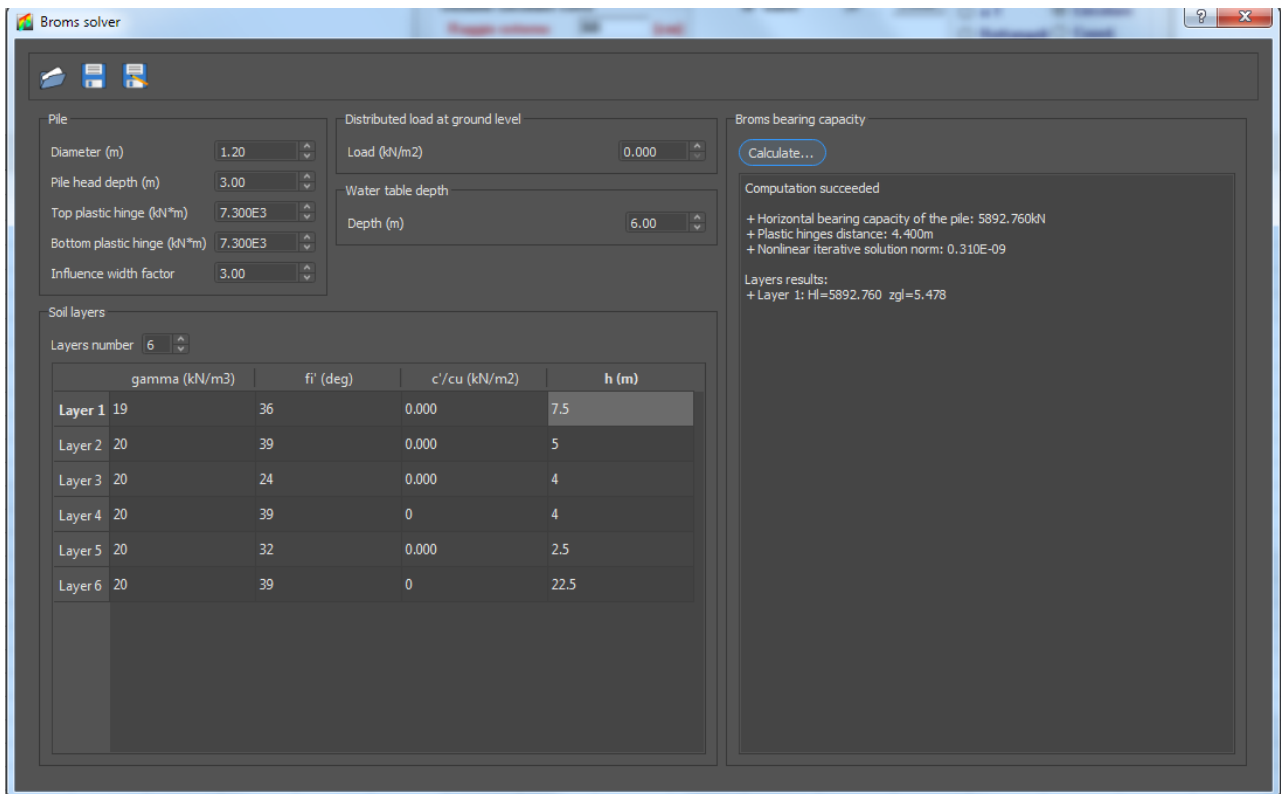 Broms solver
Pile
Diameter (m) 1.20
Pile head depth (m) 3.00
Top plastic hinge (kN*m) 7.300E3
Bottom plastic hinge (kN*m) 7.300E3
Influence width factor 3.00
Distributed load at ground level
Load (kN/m2) 0.000
Water table depth
Depth (m) 6.00
Soil layers
Layers number 6
gamma (kN/m3) fi' (deg) c'/cu (kN/m2) h (m)
Layer 1 19 36 0.000 7.5
Layer 2 20 39 0.000 5
Layer 3 20 24 0.000 4
Layer 4 20 39 0 4
Layer 5 20 32 0.000 2.5
Layer 6 20 39 0 22.5
Broms bearing capacity
Calculate...
Computation succeeded
+ Horizontal bearing capacity of the pile: 5892.760kN
+ Plastic hinges distance: 4.400m
+ Nonlinear iterative solution norm: 0.310E-09
Layers results:
+ Layer 1: Hl=5892.760 zgl=5.478